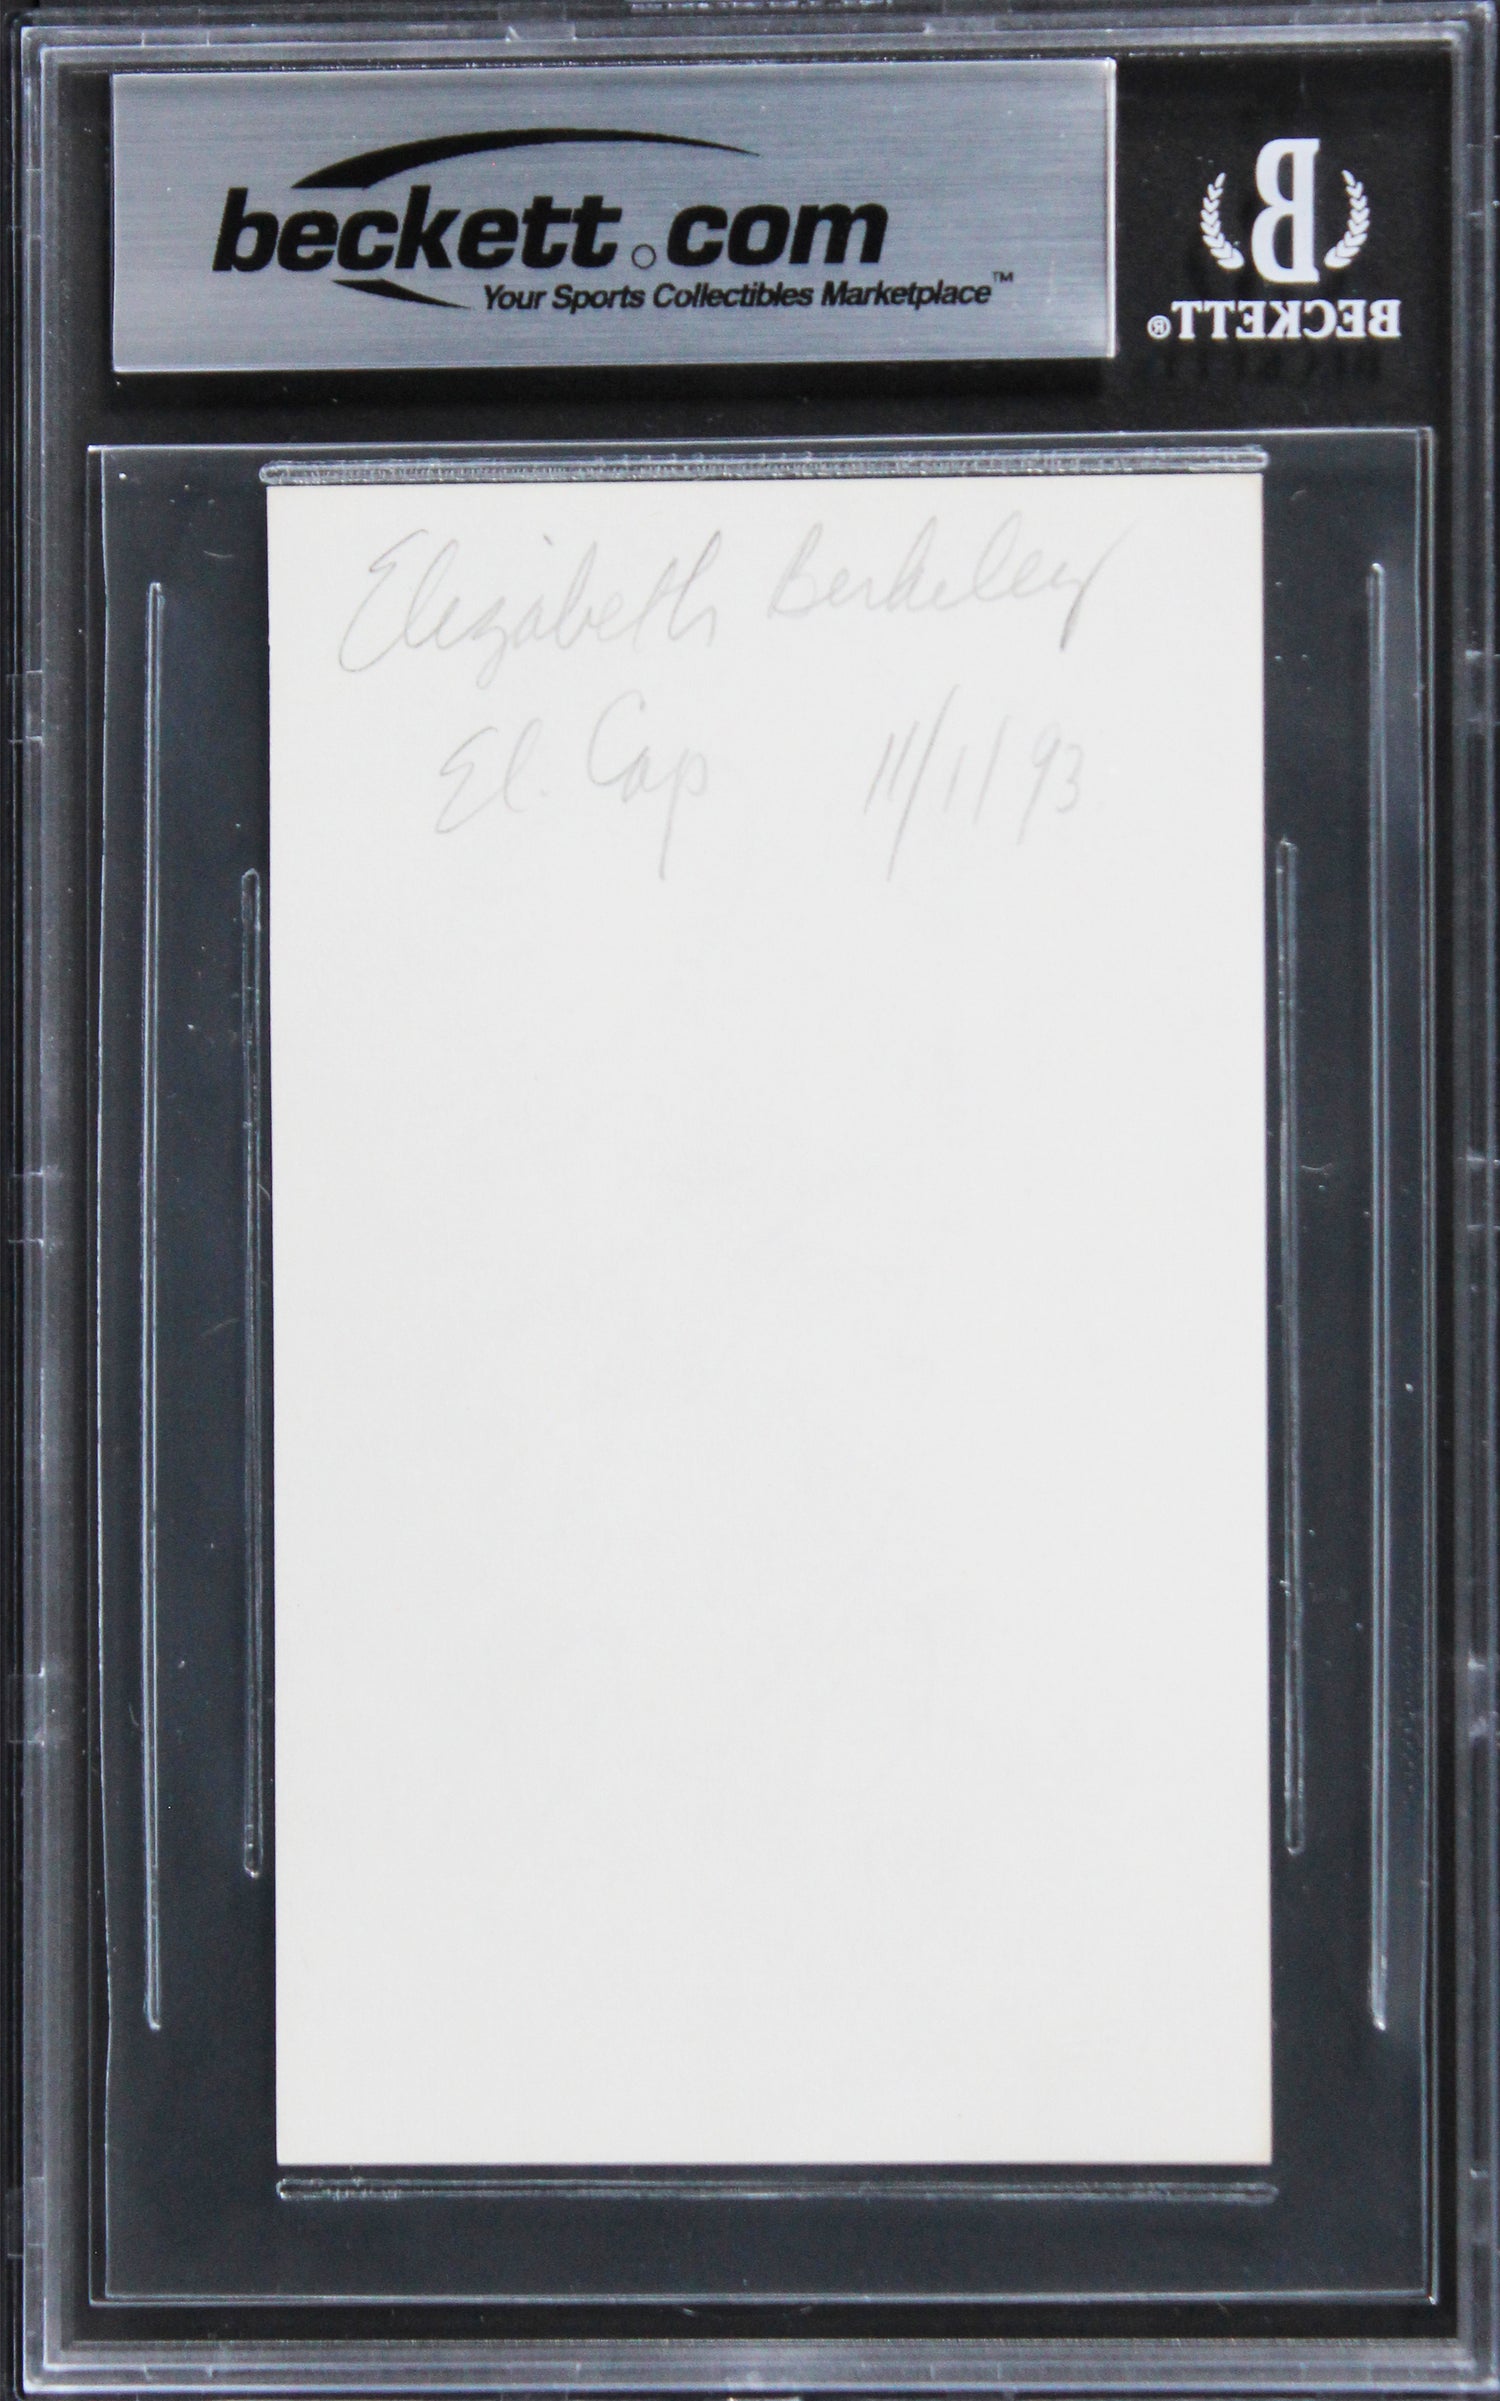 beckett.com
Your Sports Collectibles Marketplace™
B
BECKETT®
Elizabeth Berkeley
El. Cap 11/1/93